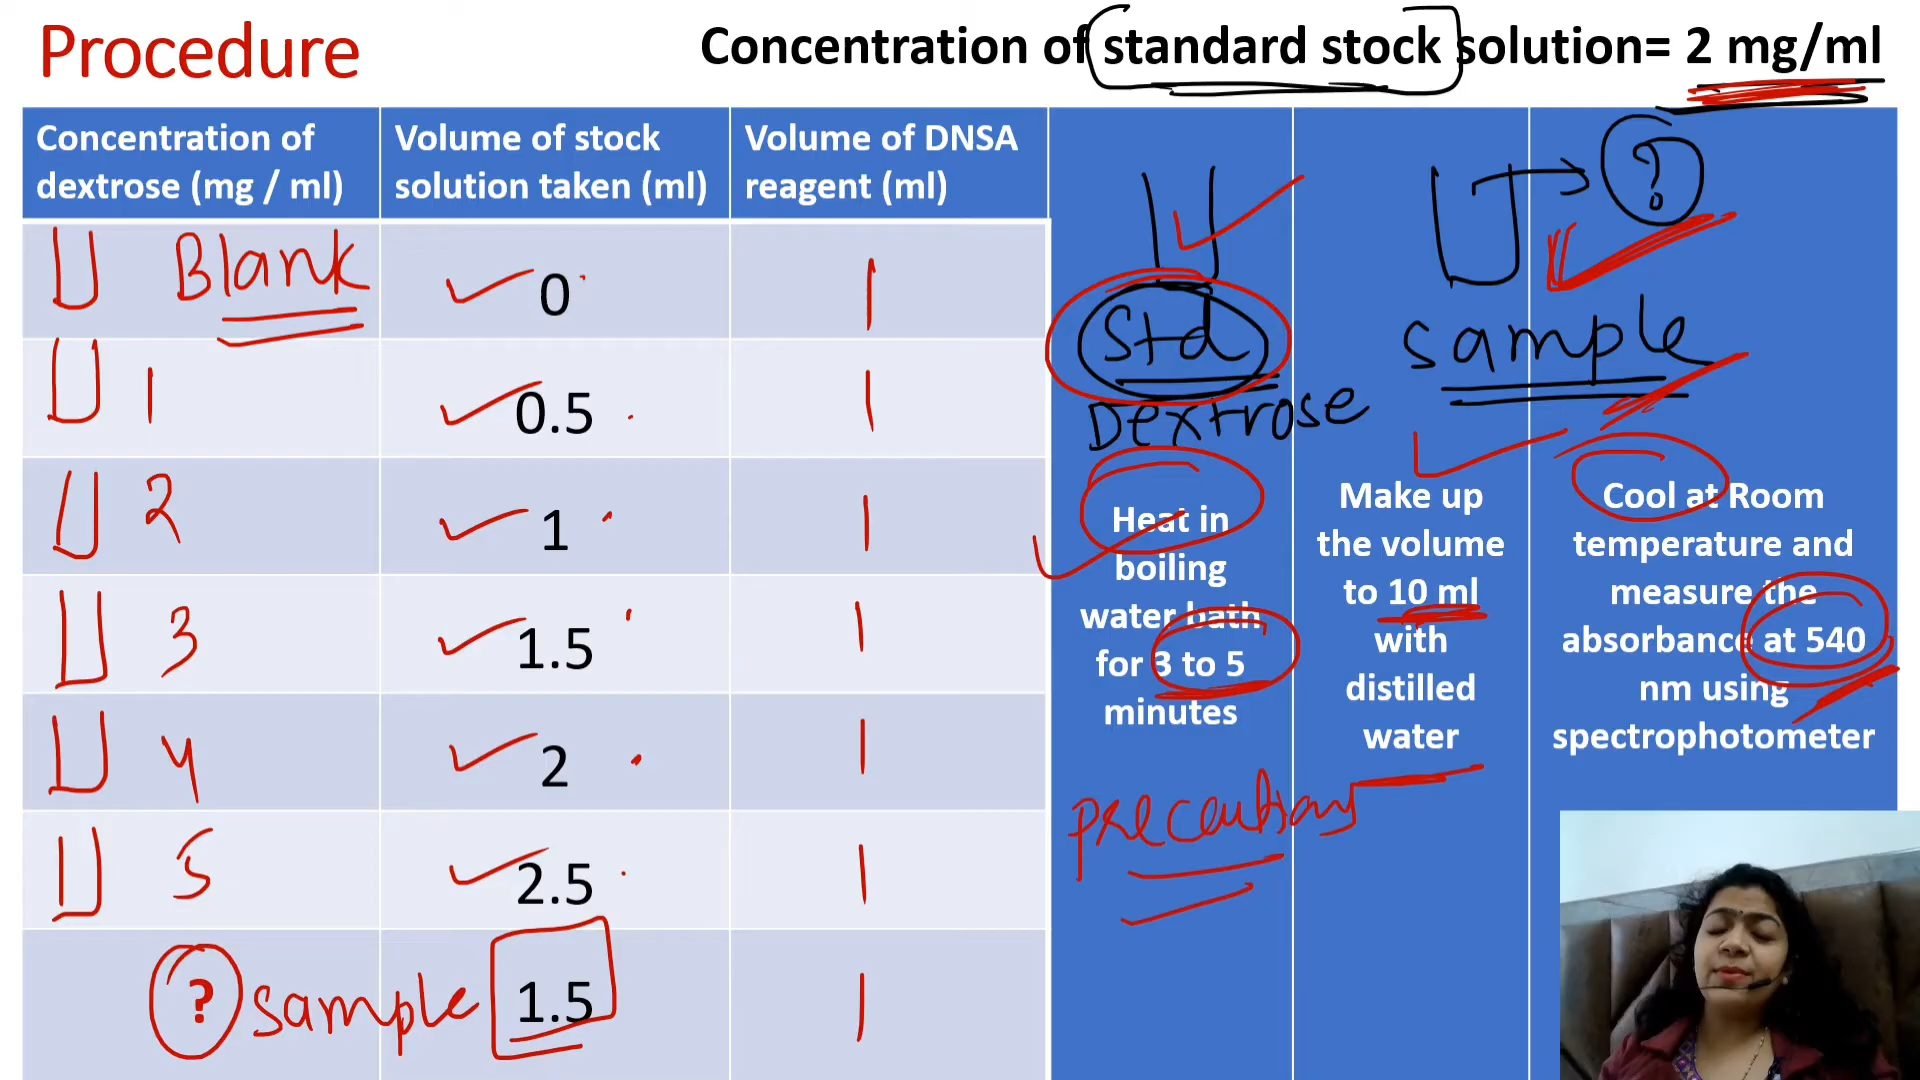 Procedure
Concentration of standard stock solution= 2 mg/ml
Concentration of
dextrose (mg / ml)
Volume of stock
solution taken (ml)
Volume of DNSA
reagent (ml)
Blank 0 1
1 0.5 1
2 1 1
3 1.5 1
4 2 1
5 2.5 1
? sample 1.5 1
Std
Dextrose
?
sample
Heat in
boiling
water bath
for 3 to 5
minutes
Make up
the volume
to 10 ml
with
distilled
water
Cool at Room
temperature and
measure the
absorbance at 540
nm using
spectrophotometer
precautions